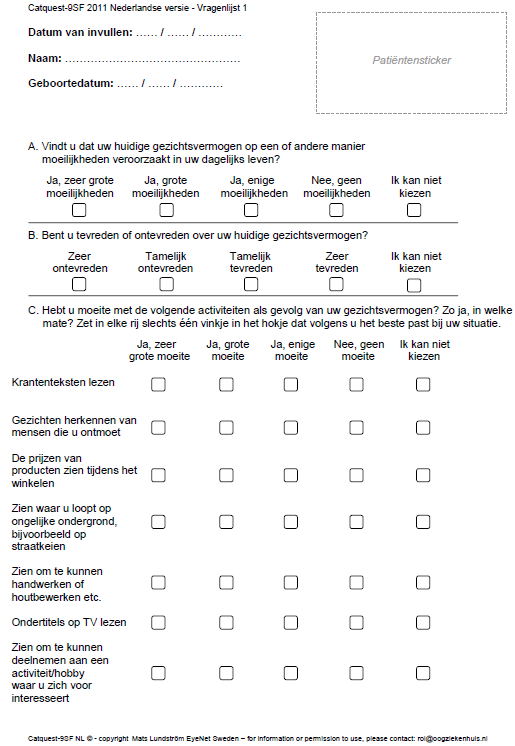 Catquest-9SF 2011 Nederlandse versie - Vragenlijst 1
Datum van invullen: ...... / ...... / ............
Naam: ................................................
Geboortedatum: ...... / ...... / ............
Patiëntensticker
A. Vindt u dat uw huidige gezichtsvermogen op een of andere manier
moeilijkheden veroorzaakt in uw dagelijks leven?
Ja, zeer grote moeilijkheden
Ja, grote moeilijkheden
Ja, enige moeilijkheden
Nee, geen moeilijkheden
Ik kan niet kiezen
B. Bent u tevreden of ontevreden over uw huidige gezichtsvermogen?
Zeer ontevreden
Tamelijk ontevreden
Tamelijk tevreden
Zeer tevreden
Ik kan niet kiezen
C. Hebt u moeite met de volgende activiteiten als gevolg van uw gezichtsvermogen? Zo ja, in welke
mate? Zet in elke rij slechts één vinkje in het hokje dat volgens u het beste past bij uw situatie.
Ja, zeer grote moeite
Ja, grote moeite
Ja, enige moeite
Nee, geen moeite
Ik kan niet kiezen
Krantenteksten lezen
Gezichten herkennen van
mensen die u ontmoet
De prijzen van
producten zien tijdens het
winkelen
Zien waar u loopt op
ongelijke ondergrond,
bijvoorbeeld op
straatkeien
Zien om te kunnen
handwerken of
houtbewerken etc.
Ondertitels op TV lezen
Zien om te kunnen
deelnemen aan een
activiteit/hobby
waar u zich voor
interesseert
Catquest-9SF NL © - copyright Mats Lundström EyeNet Sweden – for information or permission to use, please contact: roi@oogziekenhuis.nl